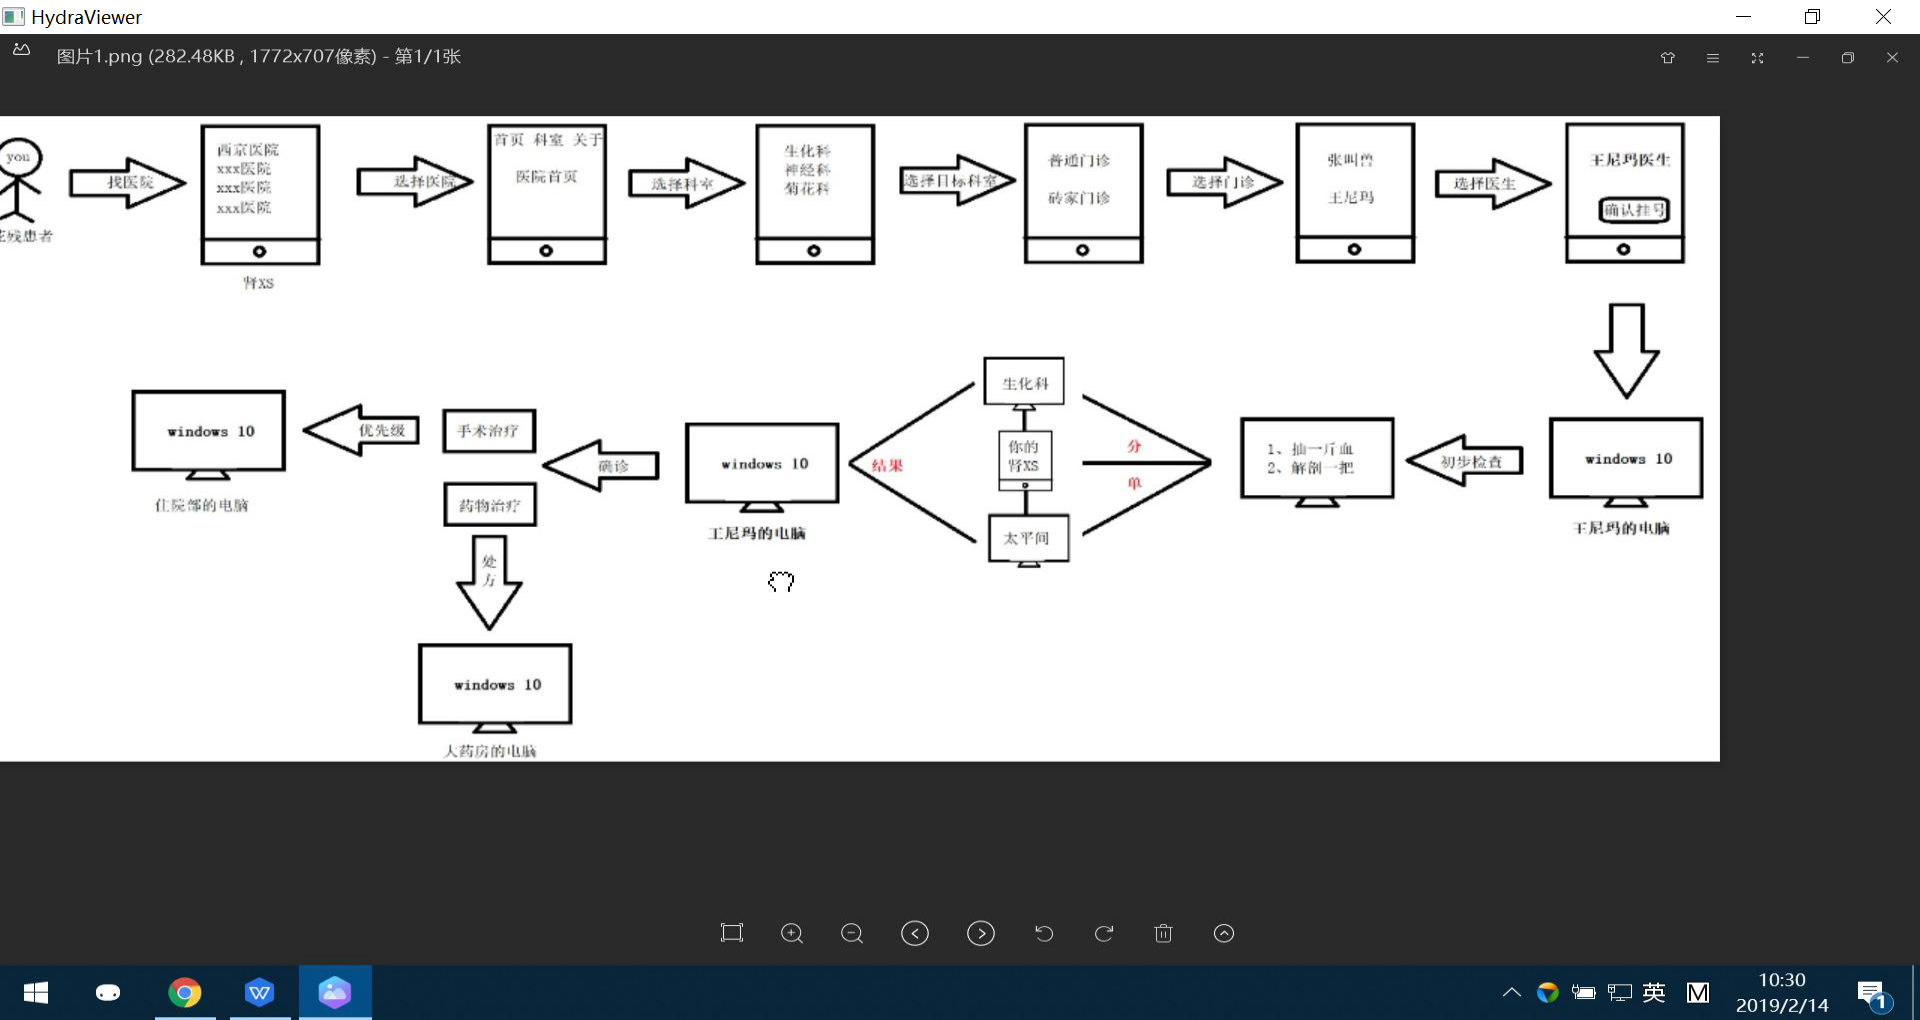 HydraViewer
图片1.png (282.48KB , 1772x707像素) - 第1/1张
you
残患者
找医院
西京医院
xxx医院
xxx医院
xxx医院
肾XS
选择医院
首页 科室 关于
医院首页
选择科室
生化科
神经科
菊花科
选择目标科室
普通门诊
砖家门诊
选择门诊
张叫兽
王尼玛
选择医生
王尼玛医生
确认挂号
windows 10
王尼玛的电脑
初步检查
1、抽一斤血
2、解剖一把
分
单
生化科
你的
肾XS
太平间
结果
windows 10
王尼玛的电脑
确诊
手术治疗
药物治疗
优先级
windows 10
住院部的电脑
处
方
windows 10
大药房的电脑
英
M
10:30
2019/2/14
1